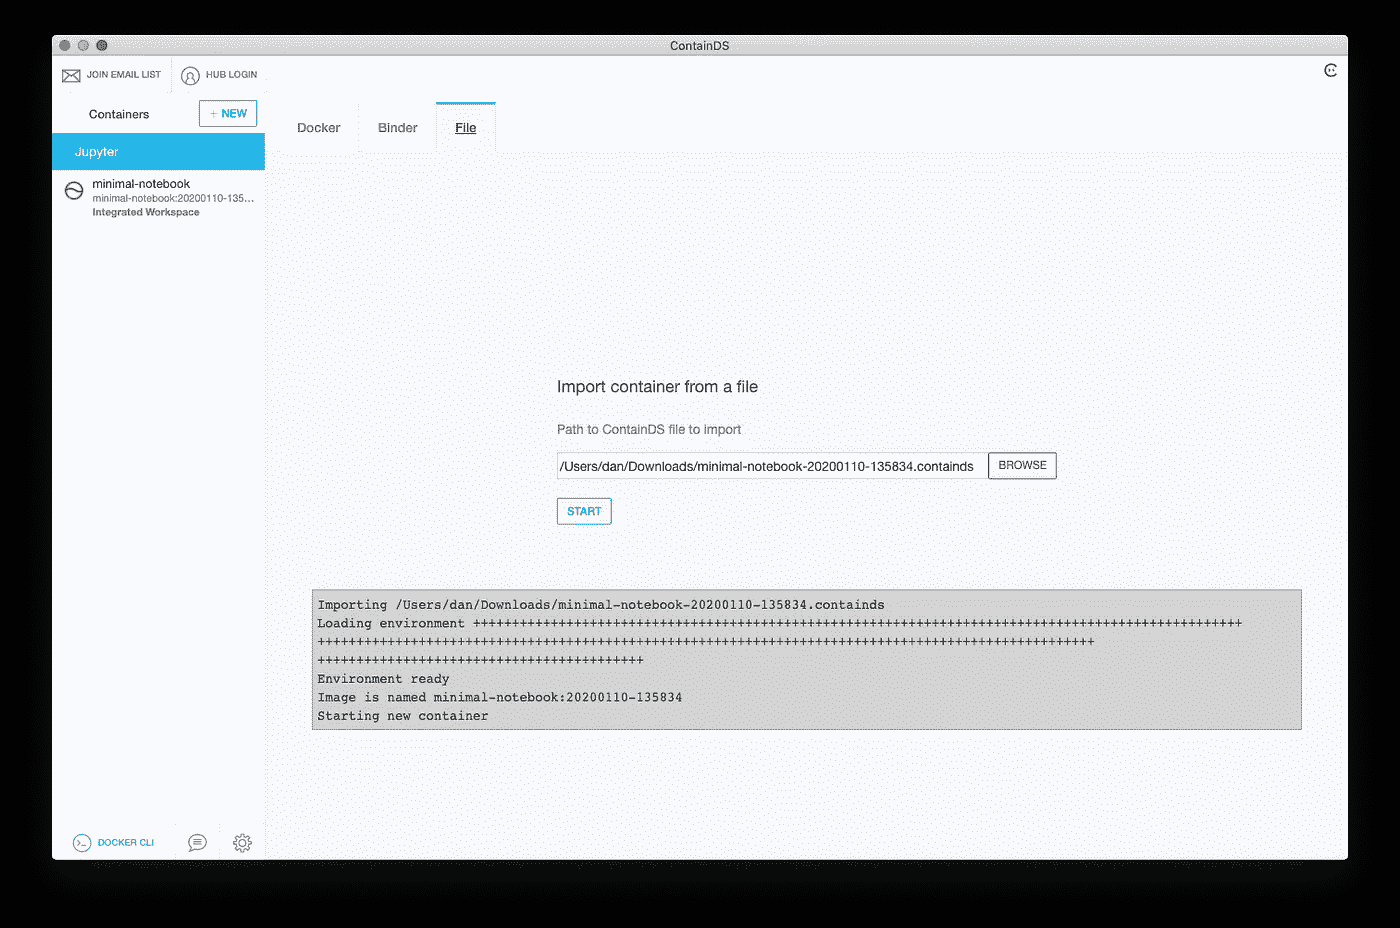 ContainDS
JOIN EMAIL LIST
HUB LOGIN
Containers
+ NEW
Jupyter
minimal-notebook
minimal-notebook:20200110-135...
Integrated Workspace
Docker
Binder
File
Import container from a file
Path to ContainDS file to import
/Users/dan/Downloads/minimal-notebook-20200110-135834.containds
BROWSE
START
Importing /Users/dan/Downloads/minimal-notebook-20200110-135834.containds
Loading environment +++++++++++++++++++++++++++++++++++++++++++++++++++++++++++++++++++++++++++++++++++++++++++++++++++
++++++++++++++++++++++++++++++++++++++++++++++++++++++++++++++++++++++++++++++++++++++++++++++++++++
++++++++++++++++++++++++++++++++++++++++++
Environment ready
Image is named minimal-notebook:20200110-135834
Starting new container
DOCKER CLI